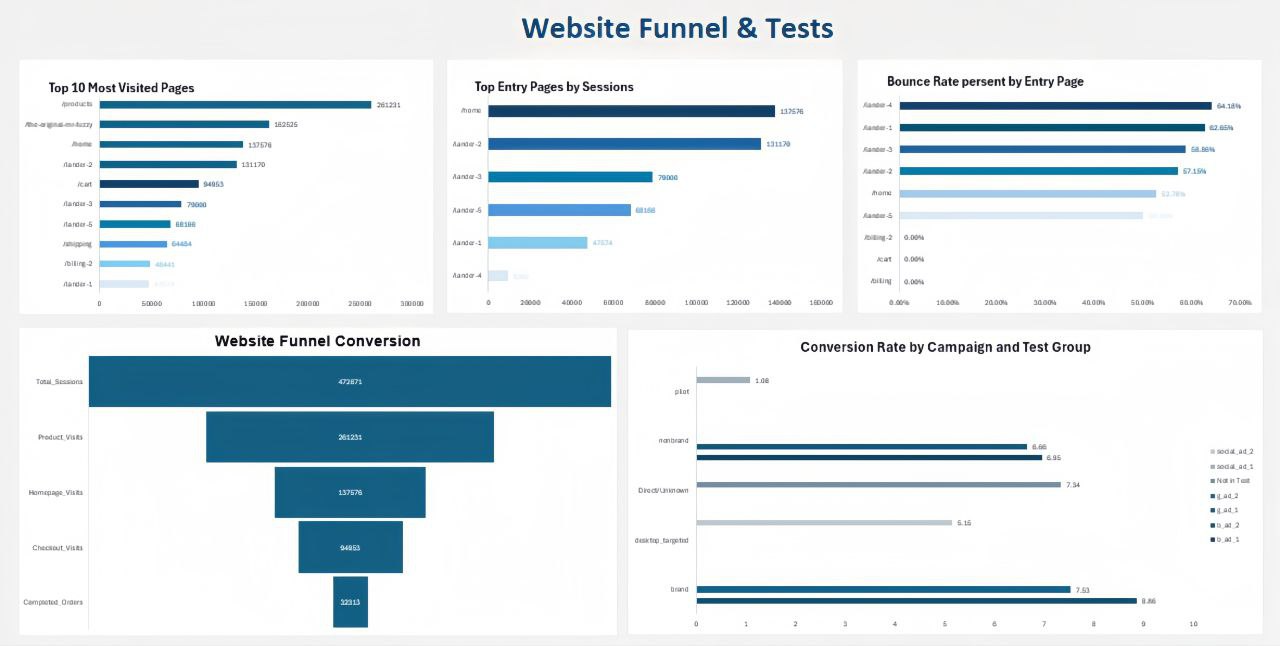 Website Funnel & Tests
Top 10 Most Visited Pages
/products
261231
/the-original-mr-fuzzy
162525
/home
137576
/lander-2
131170
/cart
94953
/lander-3
79000
/lander-5
68166
/shipping
64484
/billing-2
48441
/lander-1
0
50000
100000
150000
200000
250000
300000
Top Entry Pages by Sessions
/home
137576
/lander-2
131170
/lander-3
79000
/lander-5
68166
/lander-1
47574
/lander-4
0
20000
40000
60000
80000
100000
120000
140000
160000
Bounce Rate persent by Entry Page
/lander-4
64.18%
/lander-1
62.65%
/lander-3
58.86%
/lander-2
57.15%
/home
52.78%
/lander-5
/billing-2
0.00%
/cart
0.00%
/billing
0.00%
0.00%
10.00%
20.00%
30.00%
40.00%
50.00%
60.00%
70.00%
Website Funnel Conversion
Total_Sessions
472871
Product_Visits
261231
Homepage_Visits
137576
Checkout_Visits
94953
Completed_Orders
32313
Conversion Rate by Campaign and Test Group
pilot
1.08
nonbrand
6.66
6.95
Direct/Unknown
7.34
desktop_targeted
5.15
brand
7.53
8.86
0
1
2
3
4
5
6
7
8
9
10
social_ad_2
social_ad_1
Not in Test
g_ad_2
g_ad_1
b_ad_2
b_ad_1